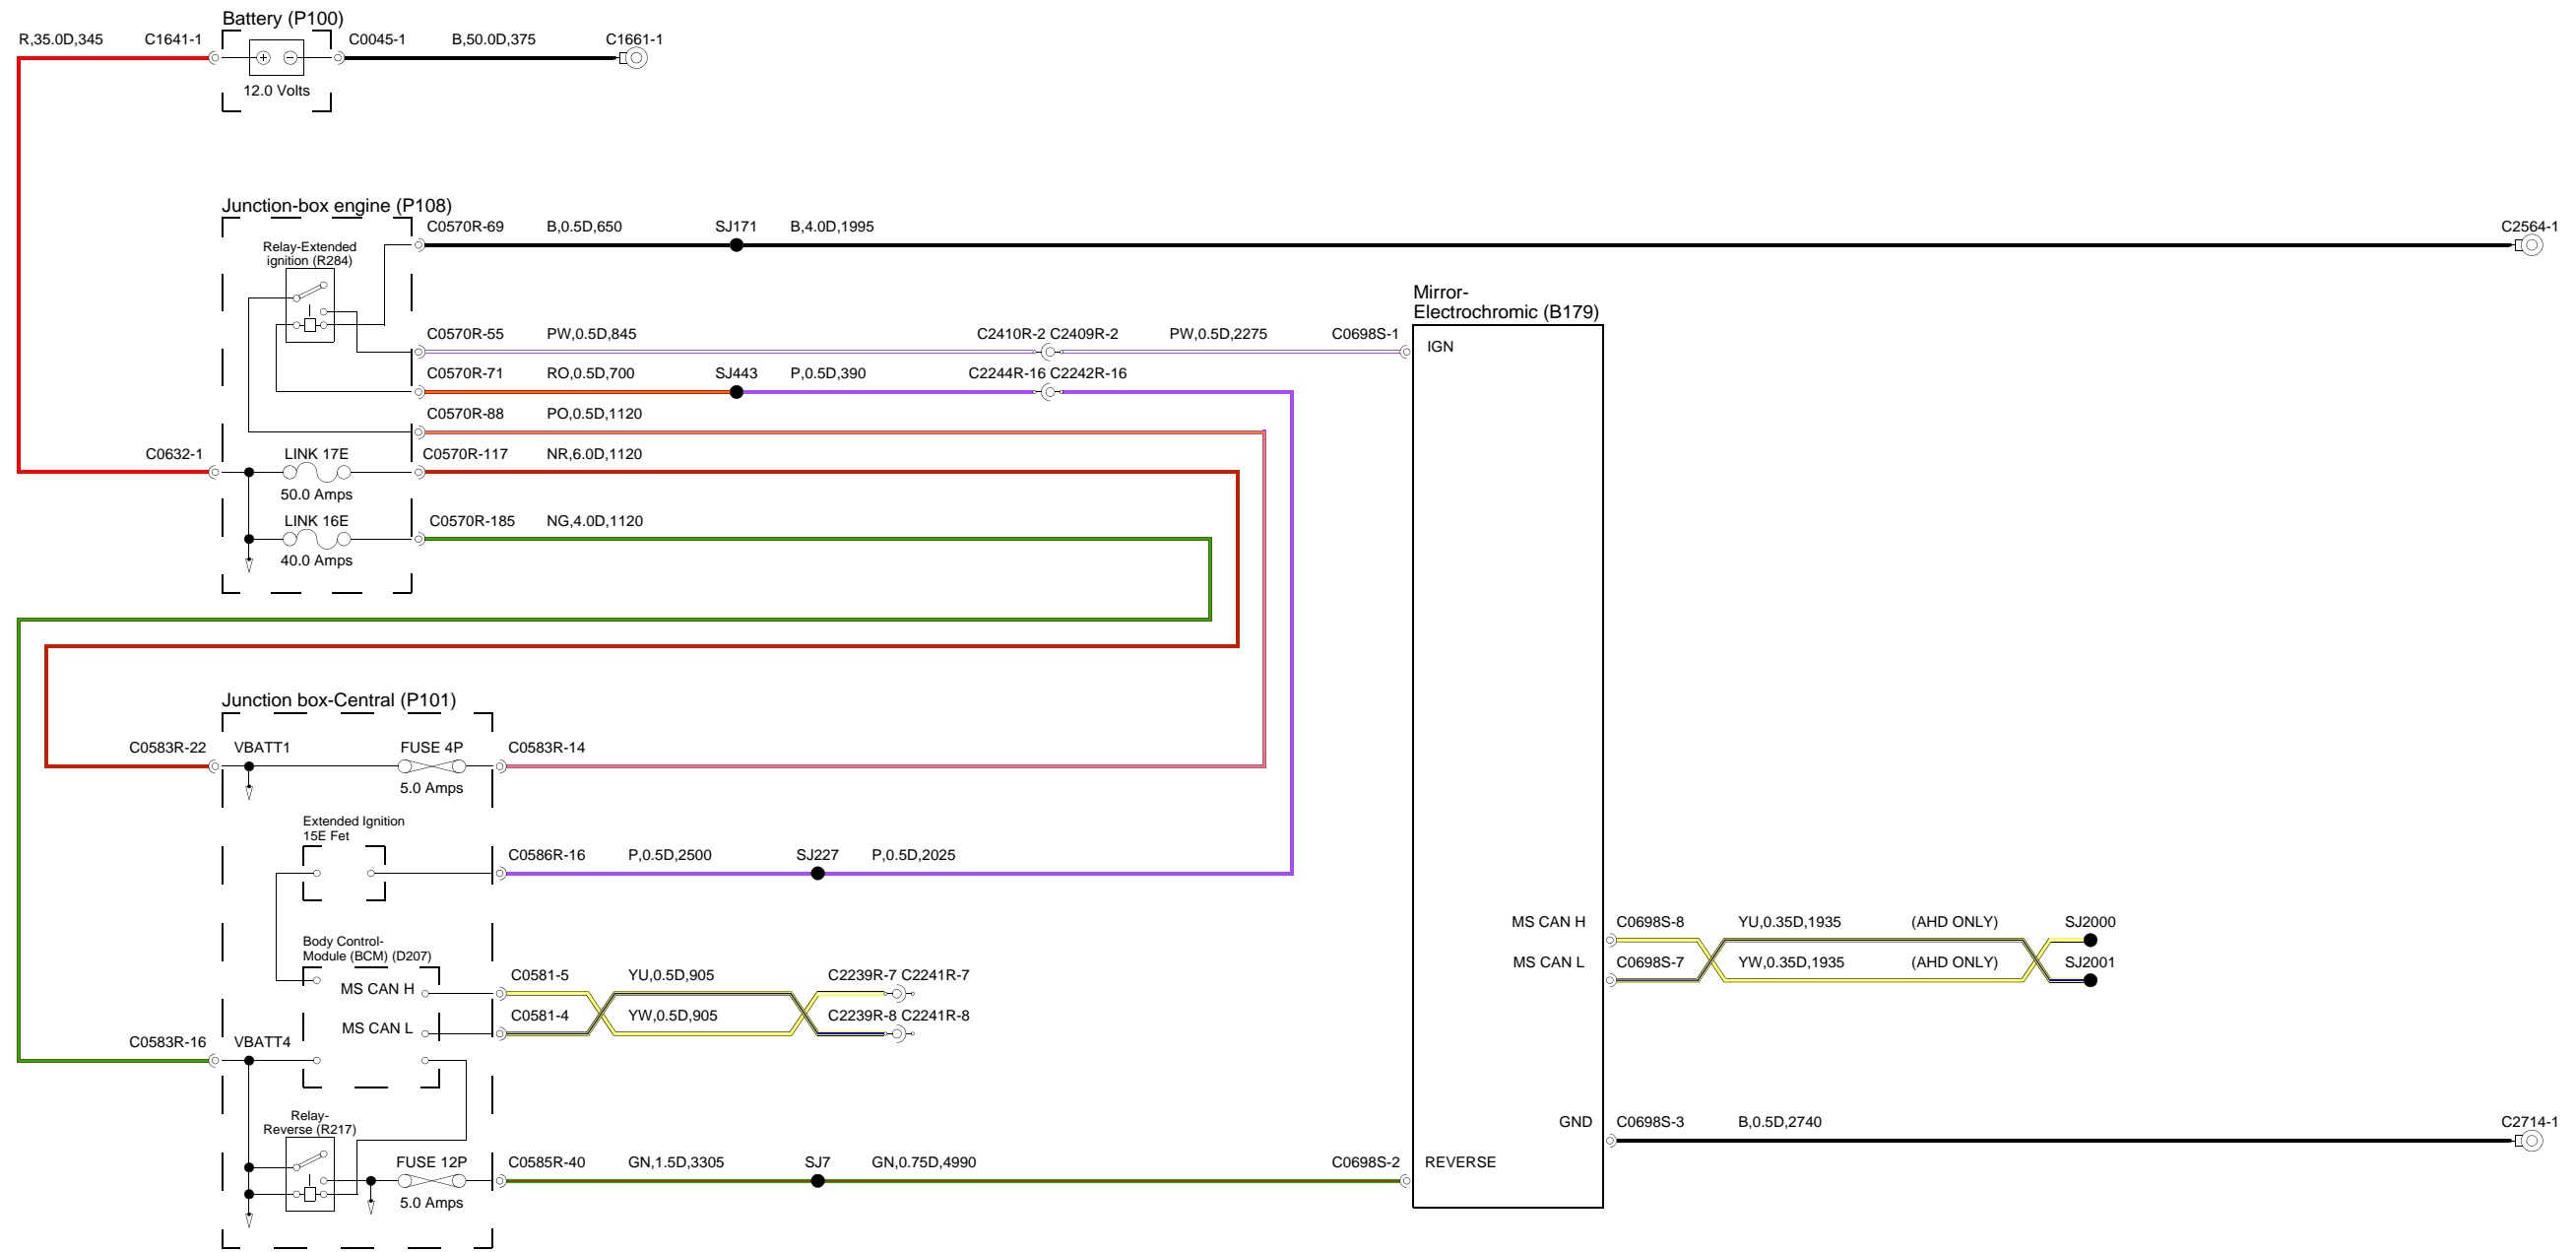 Battery (P100)
R,35.0D,345 C1641-1 C0045-1 B,50.0D,375 C1661-1
12.0 Volts
Junction-box engine (P108)
C0570R-69 B,0.5D,650 SJ171 B,4.0D,1995 C2564-1
Relay-Extended
ignition (R284)
Mirror-
Electrochromic (B179)
C0570R-55 PW,0.5D,845 C2410R-2 C2409R-2 PW,0.5D,2275 C0698S-1
IGN
C0570R-71 RO,0.5D,700 SJ443 P,0.5D,390 C2244R-16 C2242R-16
C0570R-88 PO,0.5D,1120
C0632-1 LINK 17E C0570R-117 NR,6.0D,1120
50.0 Amps
LINK 16E C0570R-185 NG,4.0D,1120
40.0 Amps
Junction box-Central (P101)
C0583R-22 VBATT1 FUSE 4P C0583R-14
5.0 Amps
Extended Ignition
15E Fet
C0586R-16 P,0.5D,2500 SJ227 P,0.5D,2025
MS CAN H C0698S-8 YU,0.35D,1935 (AHD ONLY) SJ2000
Body Control-
Module (BCM) (D207)
MS CAN L C0698S-7 YW,0.35D,1935 (AHD ONLY) SJ2001
C0581-5 YU,0.5D,905 C2239R-7 C2241R-7
MS CAN H
C0581-4 YW,0.5D,905 C2239R-8 C2241R-8
MS CAN L
C0583R-16 VBATT4
Relay-
Reverse (R217)
GND C0698S-3 B,0.5D,2740 C2714-1
FUSE 12P C0585R-40 GN,1.5D,3305 SJ7 GN,0.75D,4990 C0698S-2 REVERSE
5.0 Amps